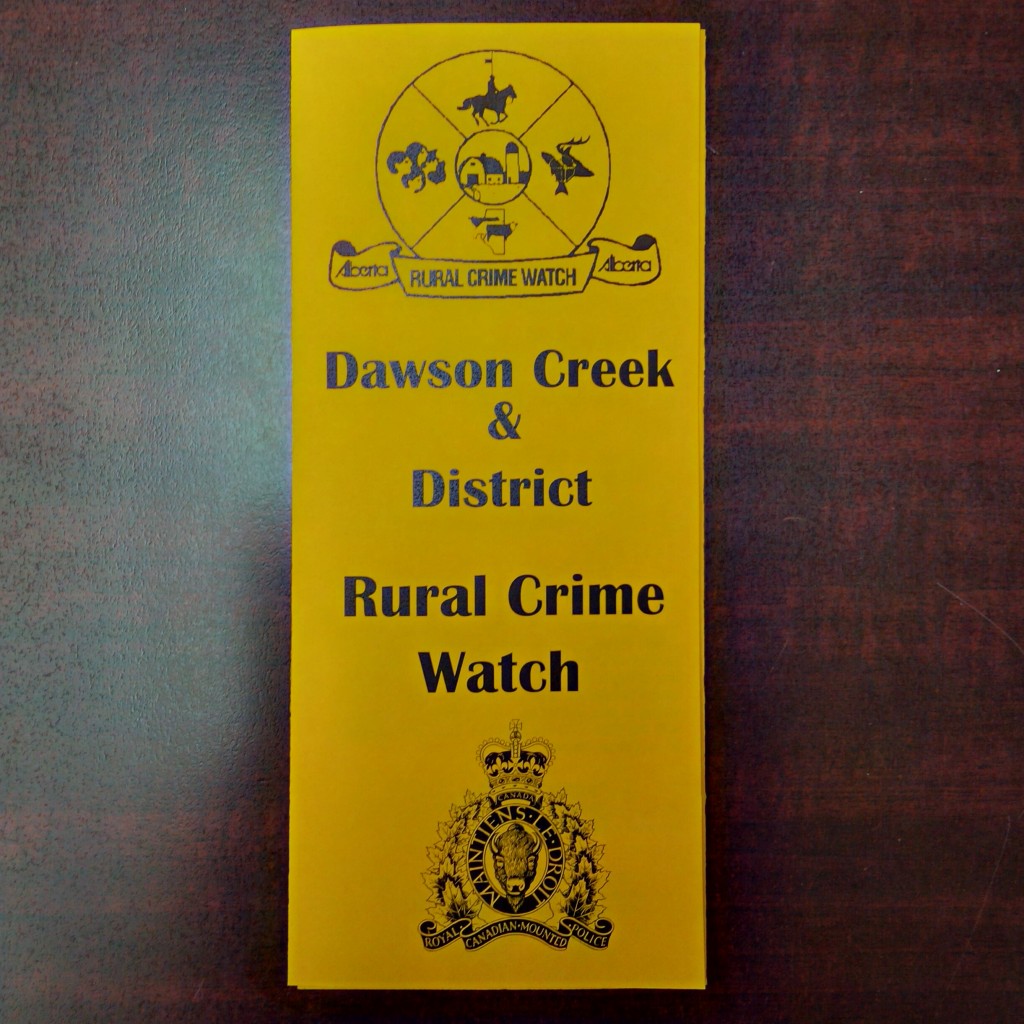 Alberta RURAL CRIME WATCH Alberta
Dawson Creek
&
District
Rural Crime
Watch
CANADA
MAINTIENS·LE·DROIT
ROYAL CANADIAN·MOUNTED POLICE